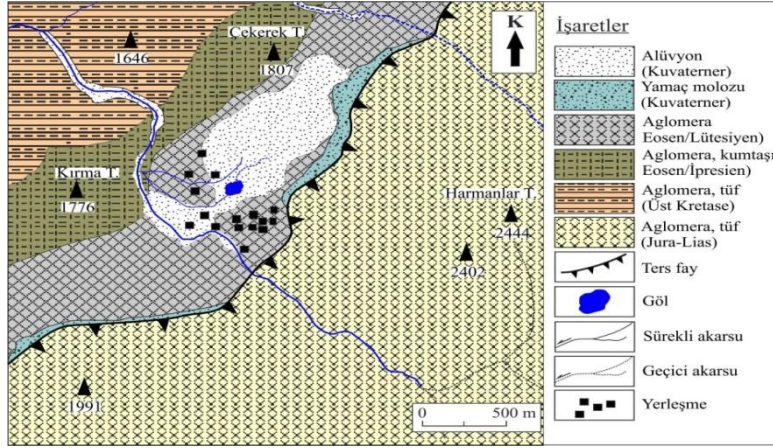 1646
Çekerek T.
1807
K
Kırma T.
1776
Harmanlar T.
2444
2402
1991
0 500 m
İşaretler
Alüvyon
(Kuvaterner)
Yamaç molozu
(Kuvaterner)
Aglomera
Eosen/Lütesiyen)
Aglomera, kumtaşı
Eosen/İpresien)
Aglomera, tüf
(Üst Kretase)
Aglomera, tüf
(Jura-Lias)
Ters fay
Göl
Sürekli akarsu
Geçici akarsu
Yerleşme